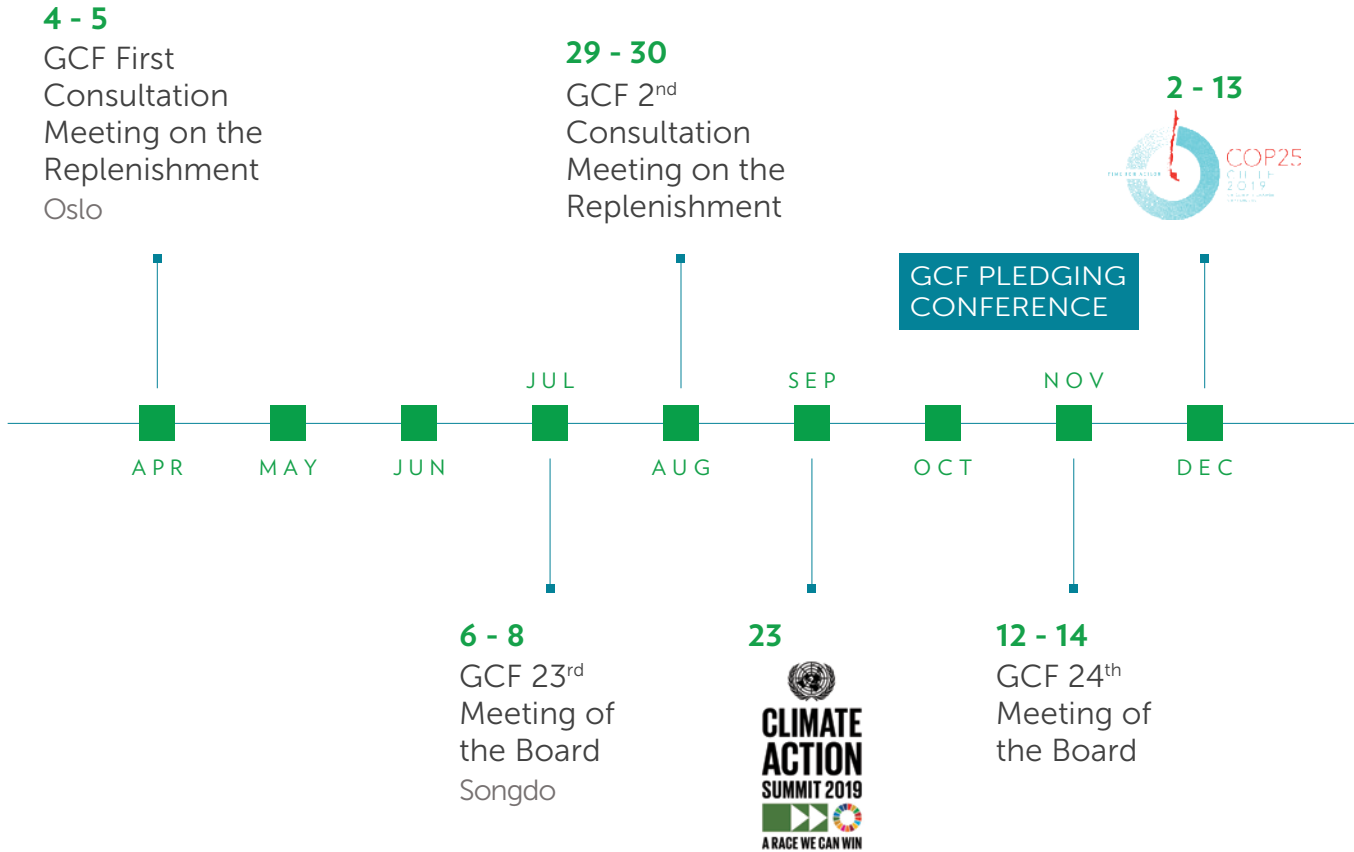 4 - 5
GCF First
Consultation
Meeting on the
Replenishment
Oslo
29 - 30
GCF 2nd
Consultation
Meeting on the
Replenishment
2 - 13
COP25
CHILE
2019
GCF PLEDGING
CONFERENCE
JUL
SEP
NOV
APR
MAY
JUN
AUG
OCT
DEC
6 - 8
GCF 23rd
Meeting of
the Board
Songdo
23
CLIMATE
ACTION
SUMMIT 2019
A RACE WE CAN WIN
12 - 14
GCF 24th
Meeting of
the Board